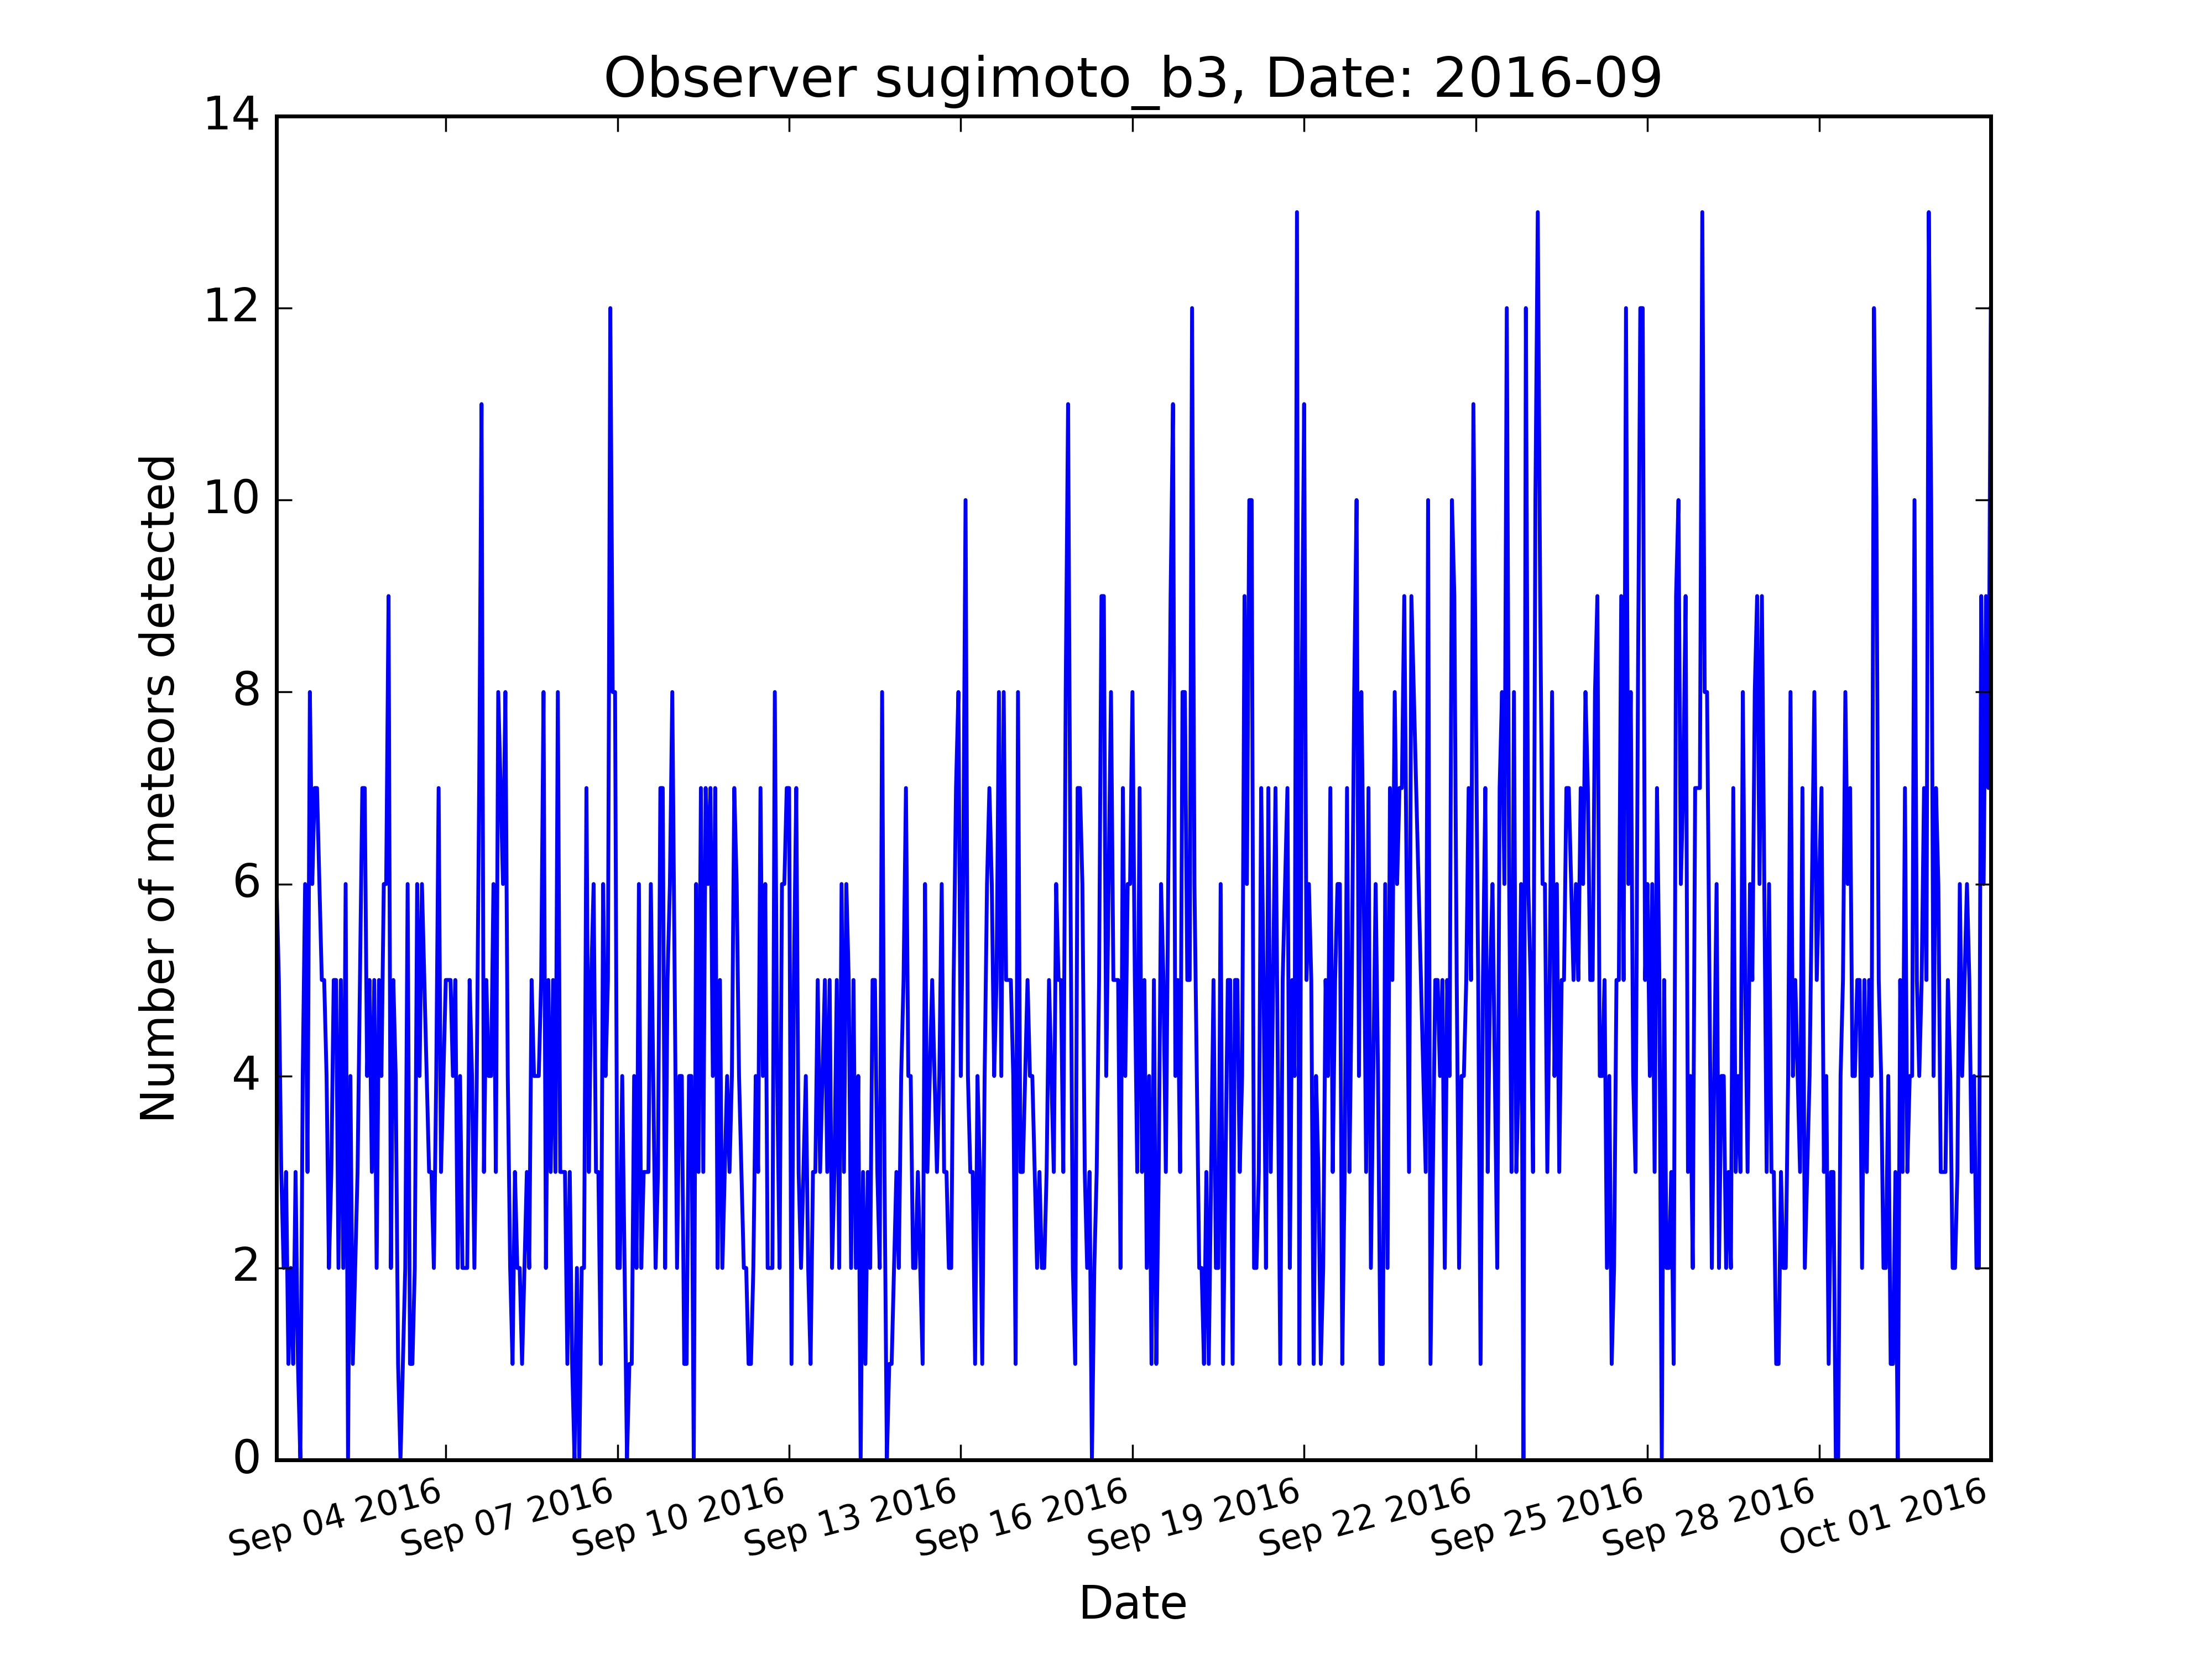 Observer sugimoto_b3, Date: 2016-09
14
12
10
8
6
4
2
0
Number of meteors detected
Sep 04 2016
Sep 07 2016
Sep 10 2016
Sep 13 2016
Sep 16 2016
Sep 19 2016
Sep 22 2016
Sep 25 2016
Sep 28 2016
Oct 01 2016
Date